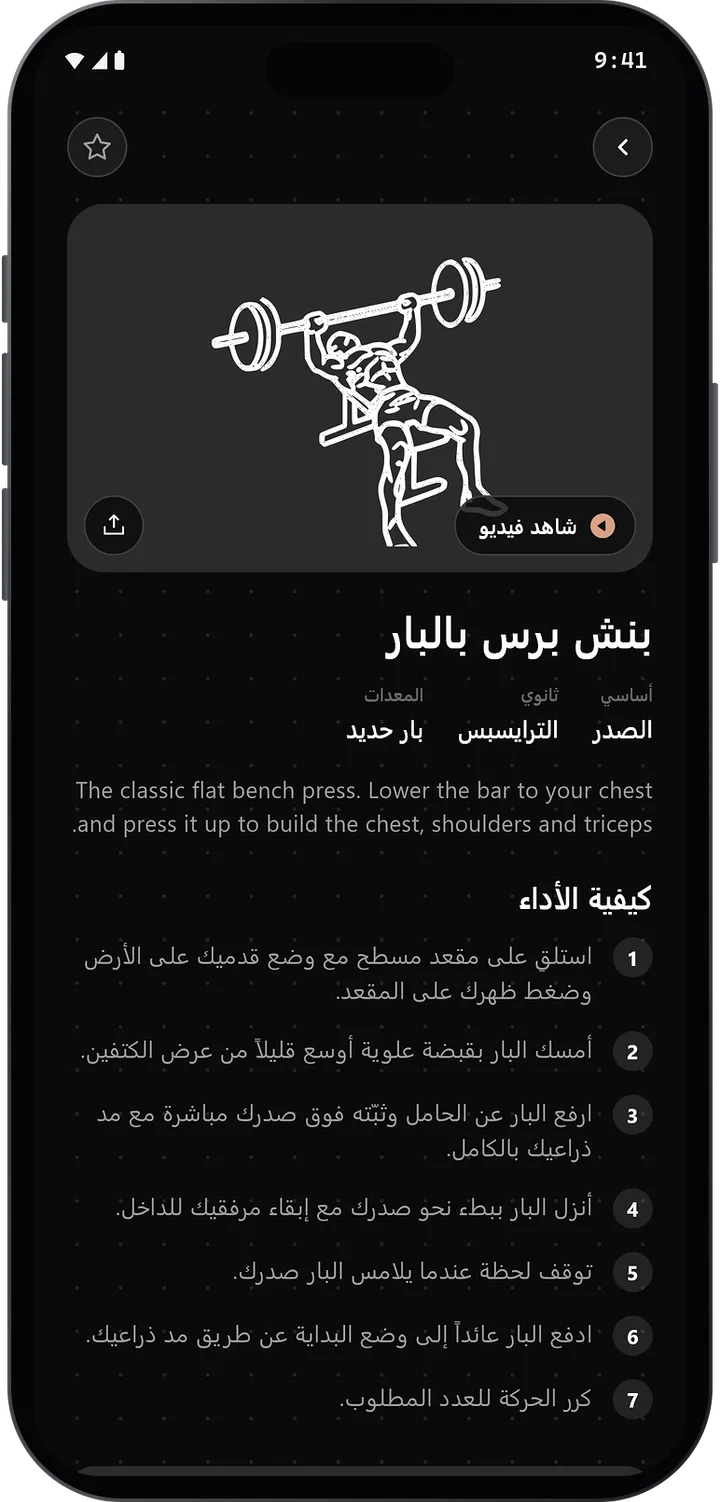 9:41
شاهد فيديو
بنش برس بالبار
أساسي ثانوي المعدات
الصدر الترايسبس بار حديد
The classic flat bench press. Lower the bar to your chest
and press it up to build the chest, shoulders and triceps.
كيفية الأداء
1 استلقِ على مقعد مسطح مع وضع قدميك على الأرض
وضغط ظهرك على المقعد.
2 أمسك البار بقبضة علوية أوسع قليلاً من عرض الكتفين.
3 ارفع البار عن الحامل وثبّته فوق صدرك مباشرة مع مد
ذراعيك بالكامل.
4 أنزل البار ببطء نحو صدرك مع إبقاء مرفقيك للداخل.
5 توقف لحظة عندما يلامس البار صدرك.
6 ادفع البار عائداً إلى وضع البداية عن طريق مد ذراعيك.
7 كرر الحركة للعدد المطلوب.